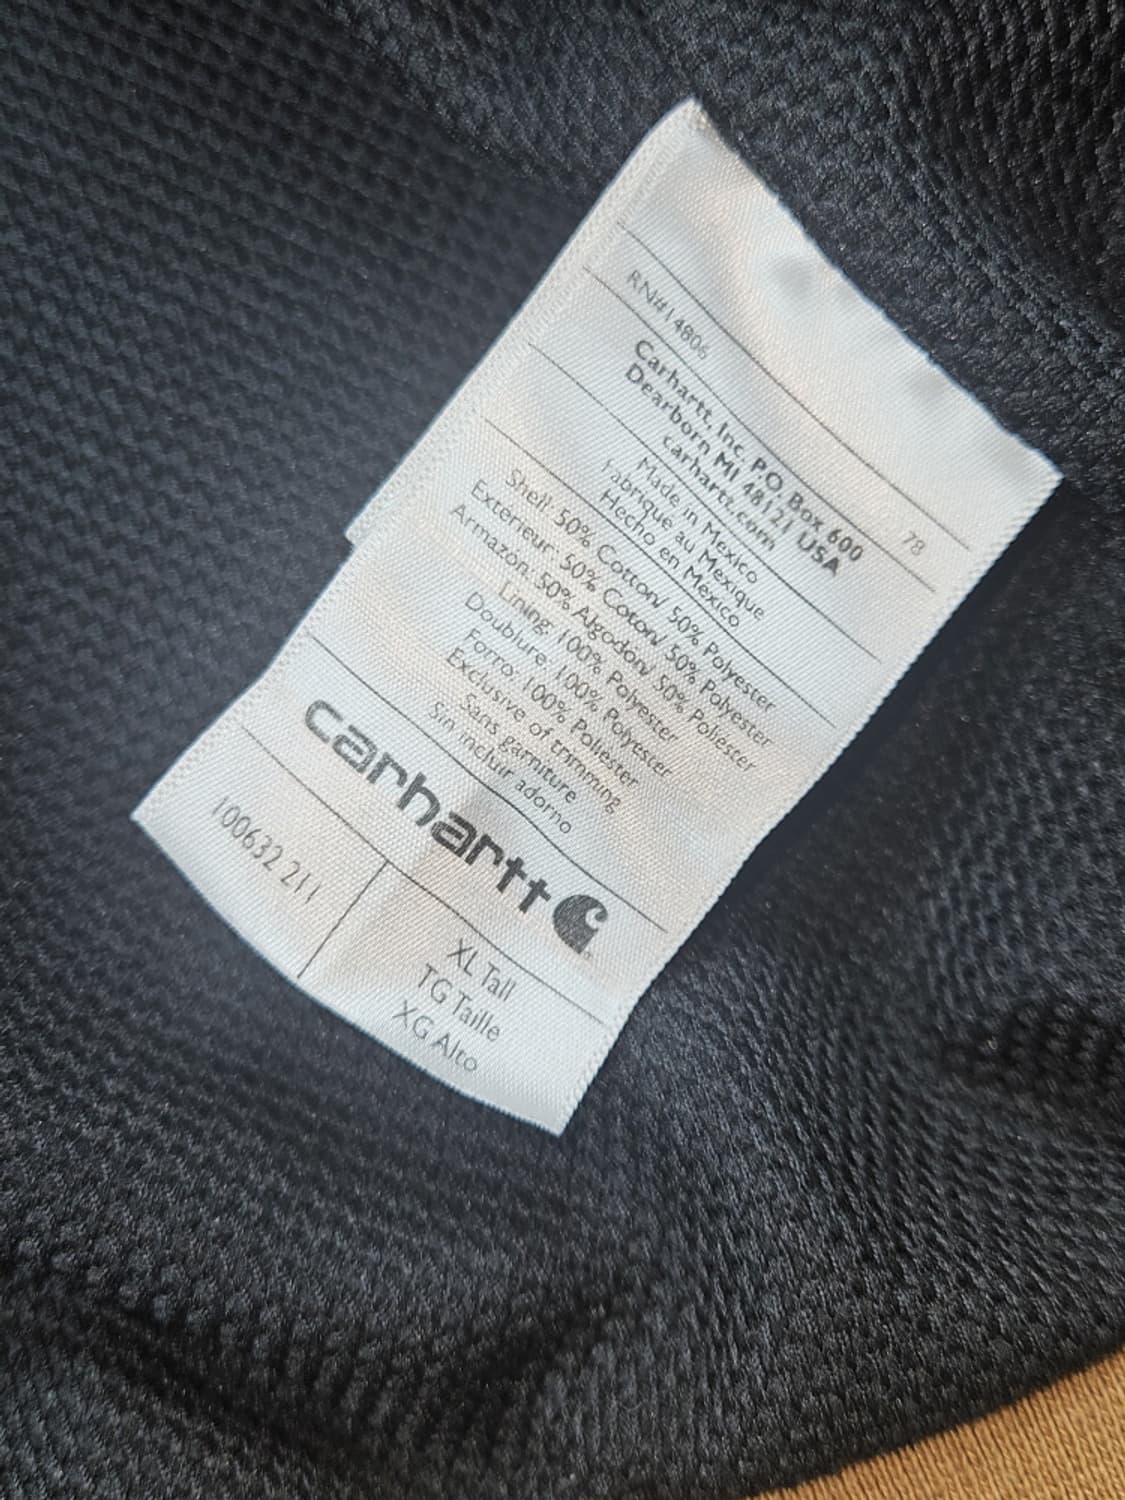 RN#14806 78
Carhartt, Inc. P.O. Box 600
Dearborn MI 48121 USA
carhartt.com
Made in Mexico
Fabrique au Mexique
Hecho en Mexico
Shell: 50% Cotton/ 50% Polyester
Exterieur: 50% Coton/ 50% Polyester
Armazon: 50% Algodon/ 50% Poliéster
Lining: 100% Polyester
Doublure: 100% Polyester
Forro: 100% Poliester
Exclusive of trimming
Sans garniture
Sin incluir adorno
carhartt
100632 211
XL Tall
TG Taille
XG Alto